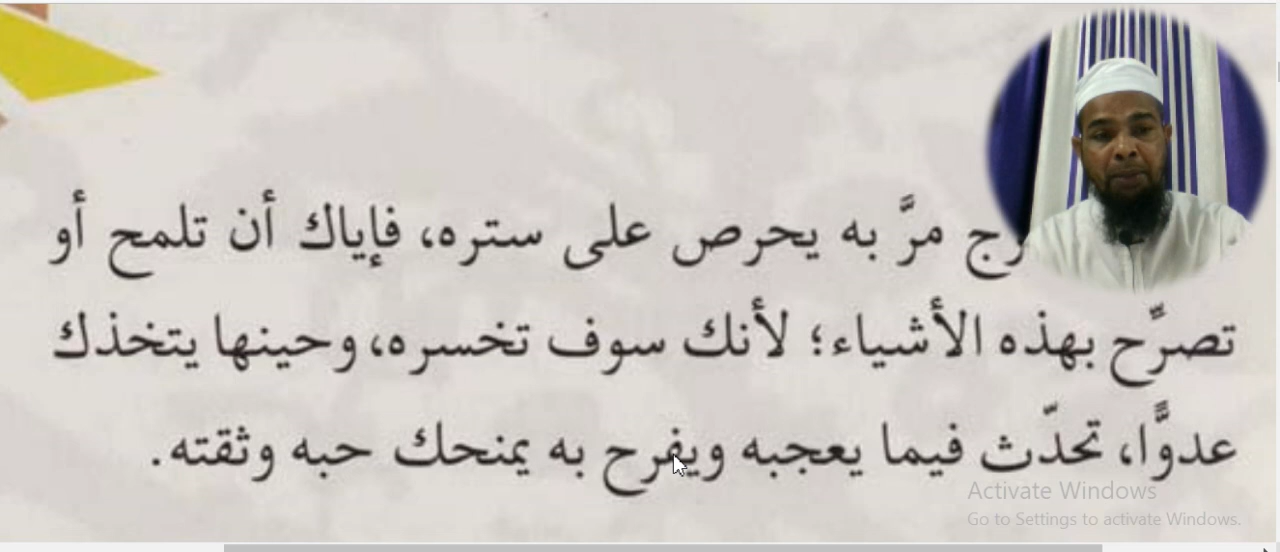 مرَّ به يحرص على ستره، فإياك أن تلمح أو
تصرِّح بهذه الأشياء؛ لأنك سوف تخسره، وحينها يتخذك
عدوًّا، تحدّث فيما يعجبه ويفرح به يمنحك حبه وثقته.
Activate Windows
Go to Settings to activate Windows.